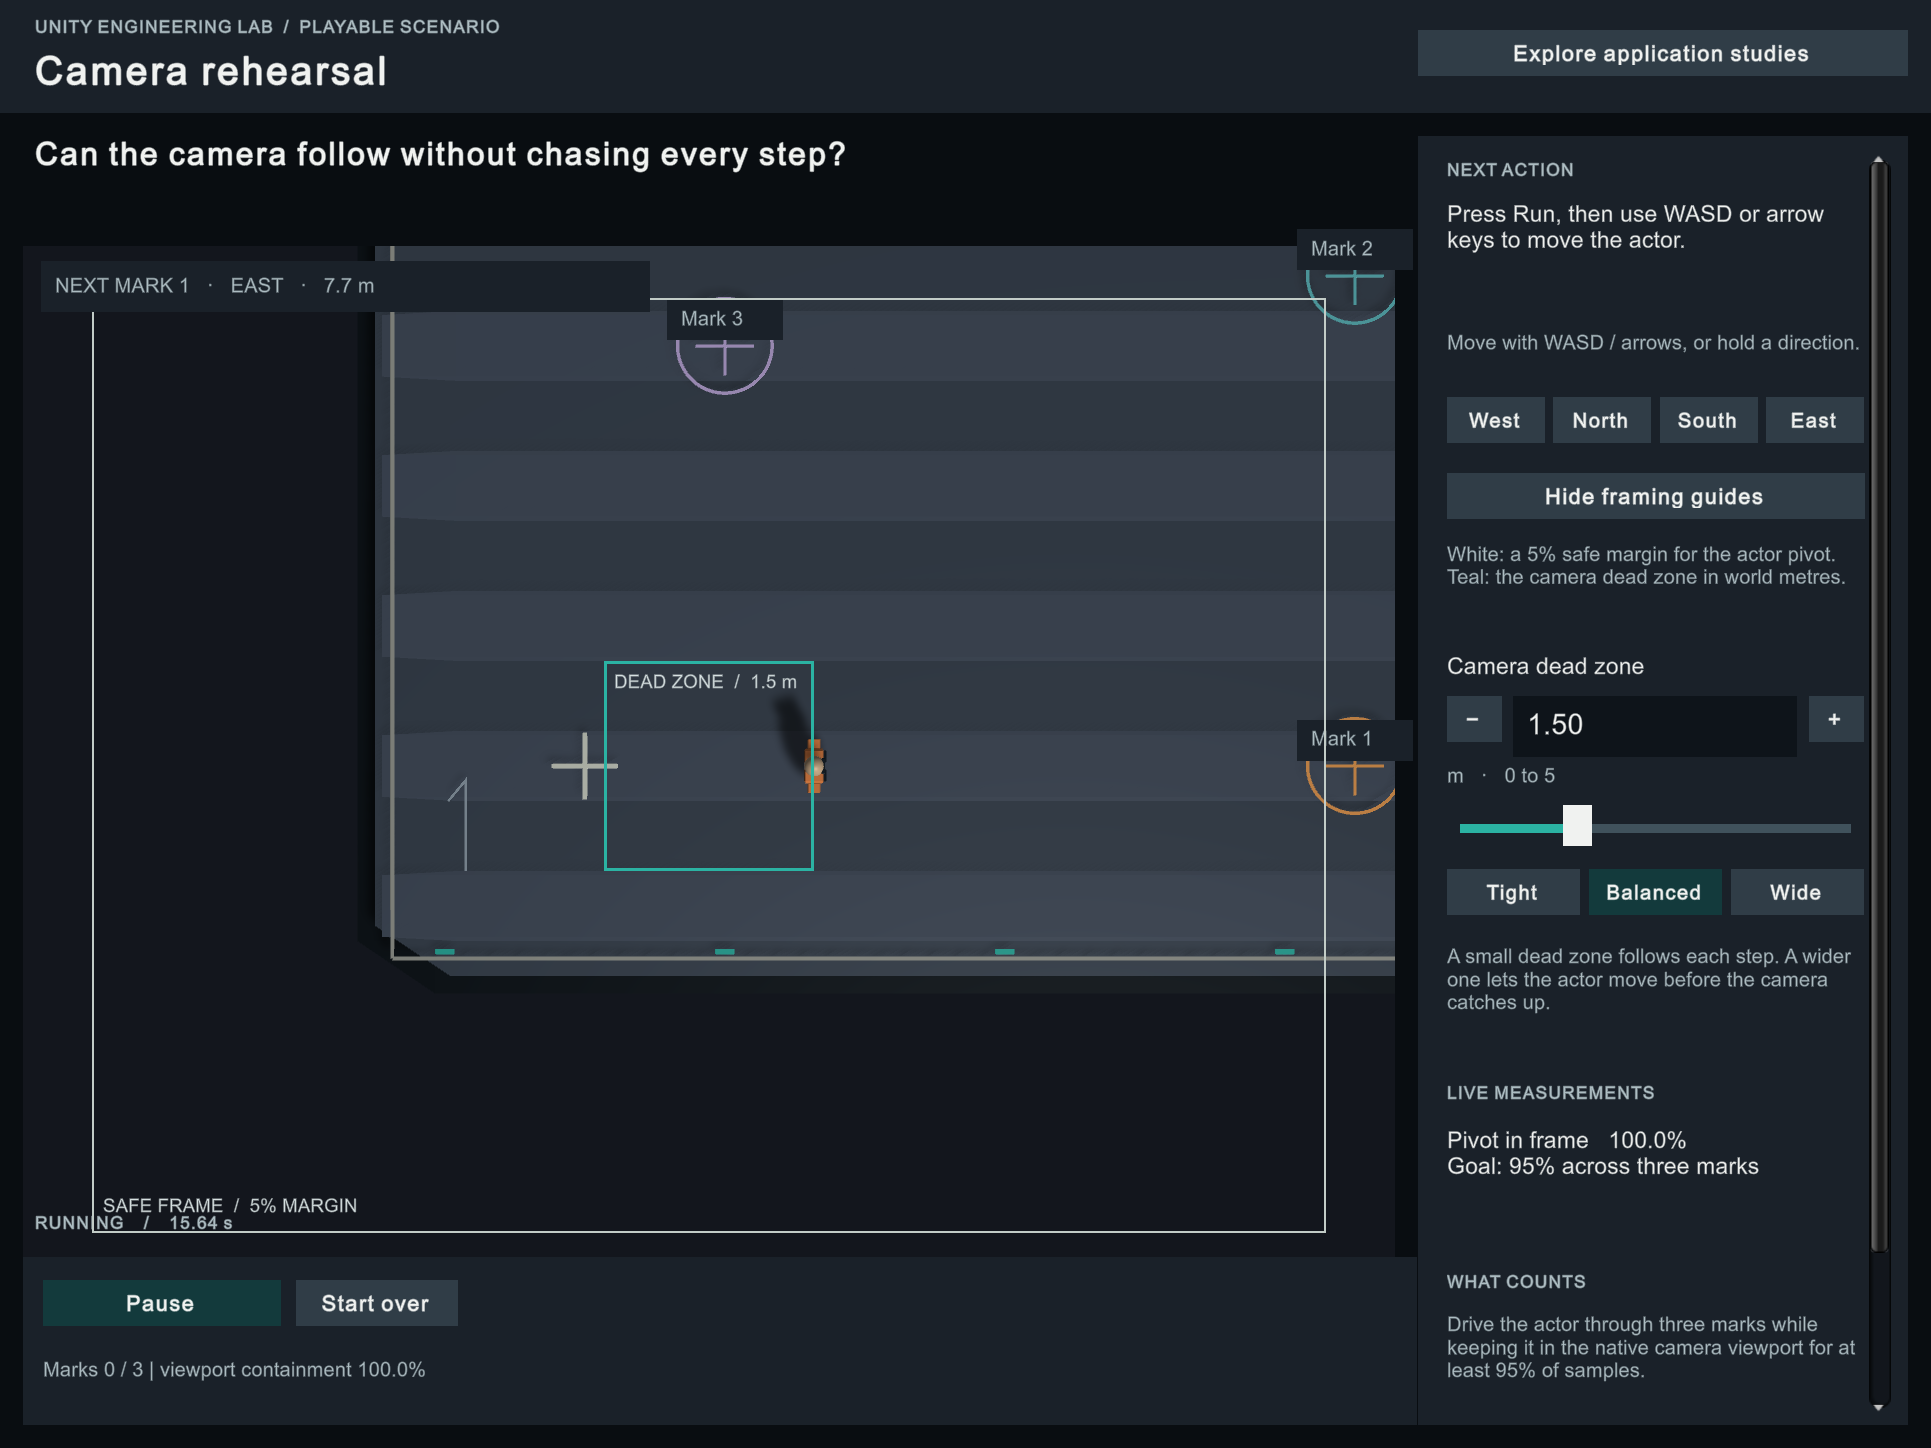 UNITY ENGINEERING LAB / PLAYABLE SCENARIO
Camera rehearsal
Explore application studies
Can the camera follow without chasing every step?
NEXT MARK 1 · EAST · 7.7 m
Mark 2
Mark 3
DEAD ZONE / 1.5 m
Mark 1
1
SAFE FRAME / 5% MARGIN
RUNNING / 15.64 s
Pause
Start over
Marks 0 / 3 | viewport containment 100.0%
NEXT ACTION
Press Run, then use WASD or arrow
keys to move the actor.
Move with WASD / arrows, or hold a direction.
West
North
South
East
Hide framing guides
White: a 5% safe margin for the actor pivot.
Teal: the camera dead zone in world metres.
Camera dead zone
−
1.50
+
m · 0 to 5
Tight
Balanced
Wide
A small dead zone follows each step. A wider
one lets the actor move before the camera
catches up.
LIVE MEASUREMENTS
Pivot in frame 100.0%
Goal: 95% across three marks
WHAT COUNTS
Drive the actor through three marks while
keeping it in the native camera viewport for at
least 95% of samples.